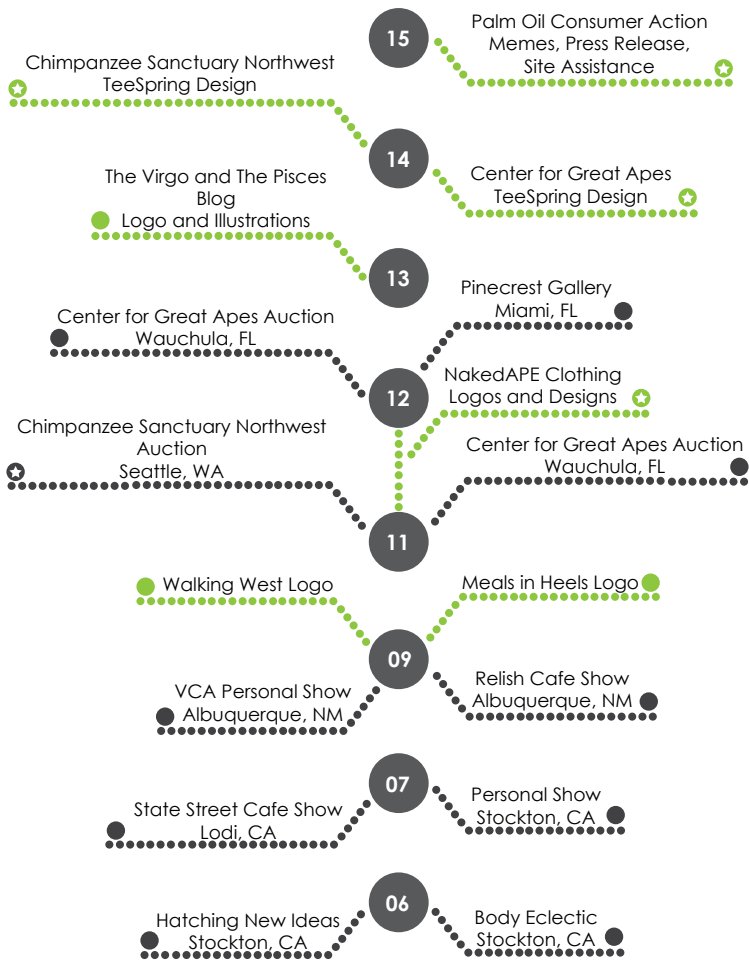 15
Palm Oil Consumer Action
Memes, Press Release,
Site Assistance
Chimpanzee Sanctuary Northwest
TeeSpring Design
14
Center for Great Apes
TeeSpring Design
The Virgo and The Pisces
Blog
Logo and Illustrations
13
Pinecrest Gallery
Miami, FL
Center for Great Apes Auction
Wauchula, FL
12
NakedAPE Clothing
Logos and Designs
Chimpanzee Sanctuary Northwest
Auction
Seattle, WA
Center for Great Apes Auction
Wauchula, FL
11
Walking West Logo
Meals in Heels Logo
09
VCA Personal Show
Albuquerque, NM
Relish Cafe Show
Albuquerque, NM
07
State Street Cafe Show
Lodi, CA
Personal Show
Stockton, CA
06
Hatching New Ideas
Stockton, CA
Body Eclectic
Stockton, CA